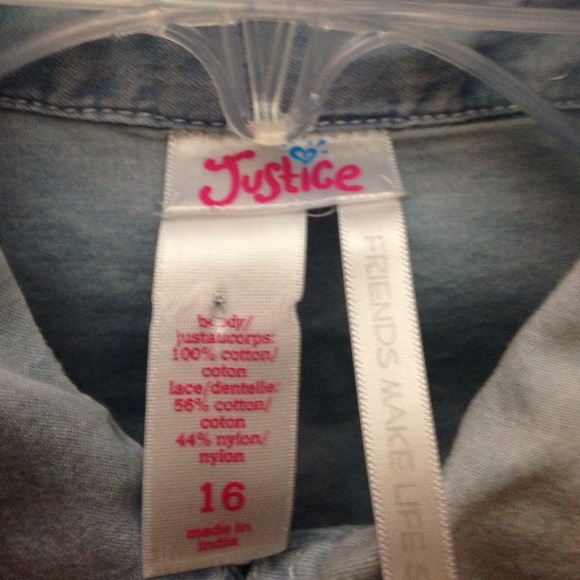 Justice
body/
justaucorps:
100% cotton/
coton
lace/dentelle:
56% cotton/
coton
44% nylon/
nylon
16
made in
india
FRIENDS MAKE LIFE